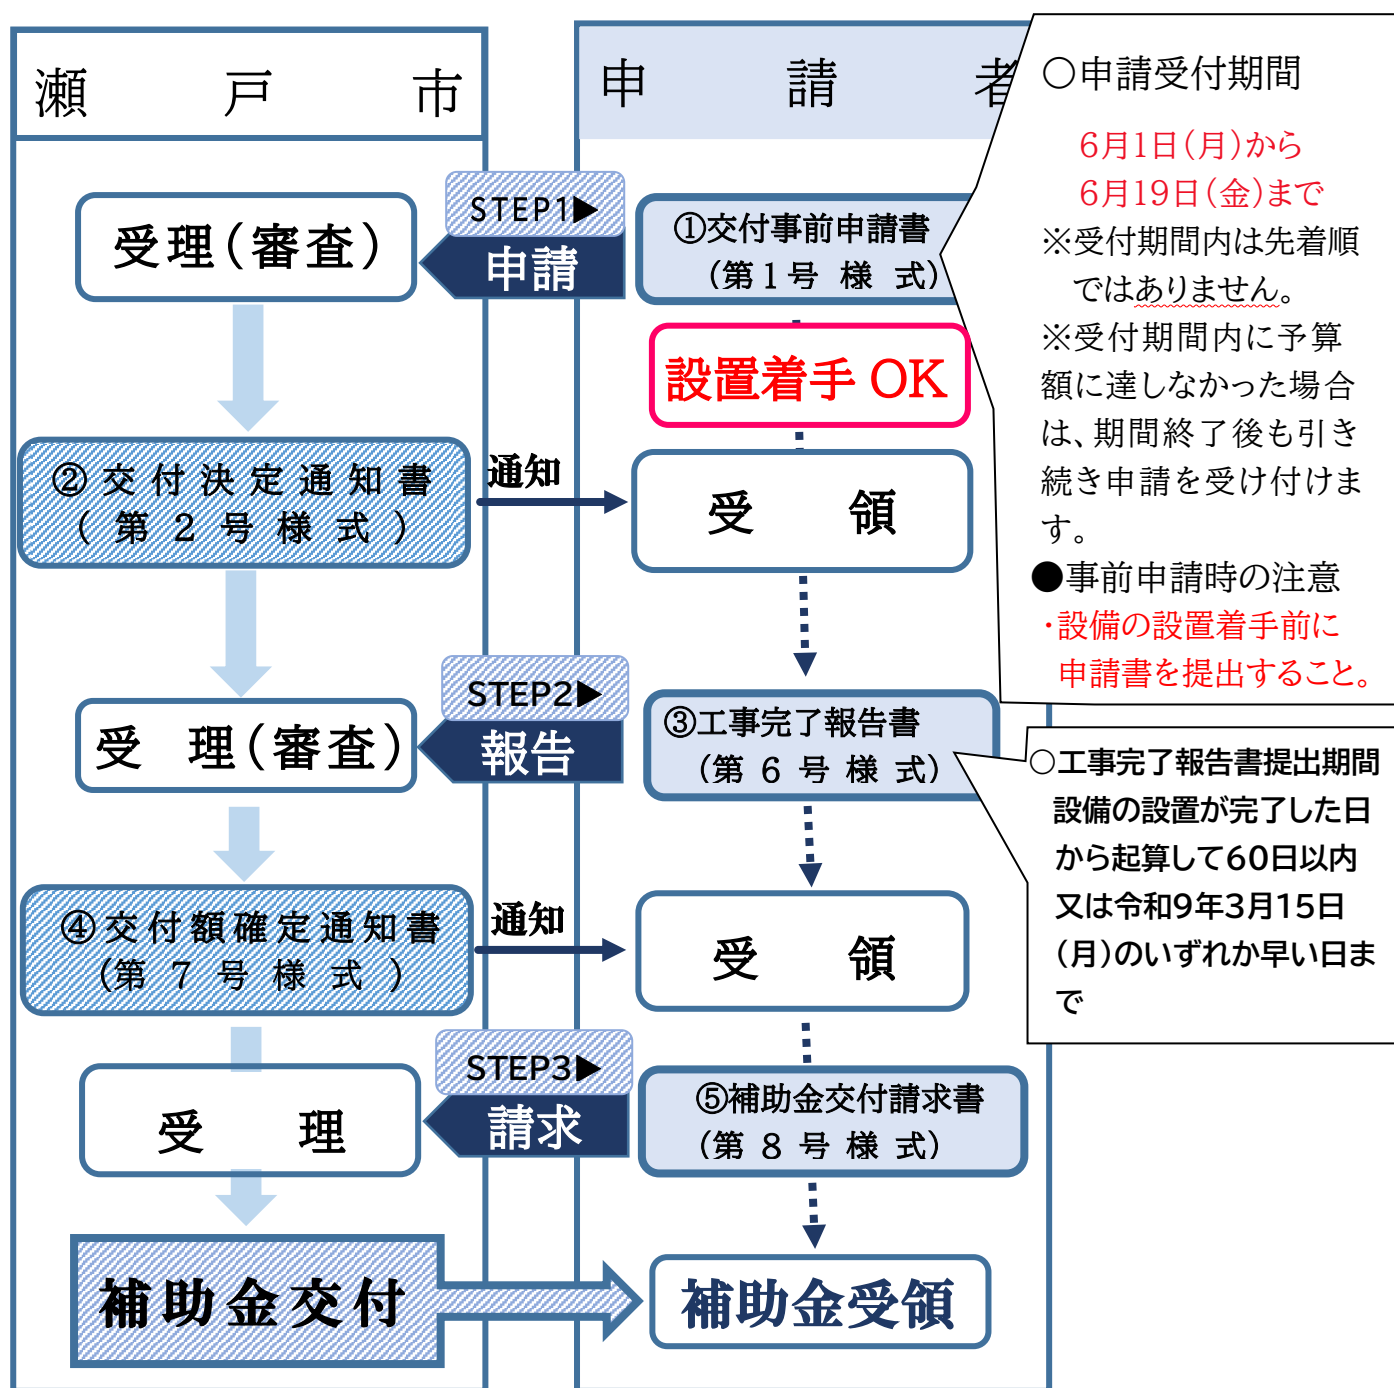 瀬戸市
申請者
受理(審査)
STEP1▶
申請
①交付事前申請書
(第1号 様 式)
設置着手 OK
②交付決定通知書
(第2号様式)
通知
受 領
STEP2▶
報告
受 理(審査)
③工事完了報告書
(第 6 号 様 式)
④交付額確定通知書
(第 7 号 様 式)
通知
受 領
STEP3▶
請求
受 理
⑤補助金交付請求書
(第 8 号 様 式)
補助金交付
補助金受領
○申請受付期間
6月1日(月)から
6月19日(金)まで
※受付期間内は先着順
ではありません。
※受付期間内に予算
額に達しなかった場合
は、期間終了後も引き
続き申請を受け付けま
す。
●事前申請時の注意
・設備の設置着手前に
申請書を提出すること。
○工事完了報告書提出期間
設備の設置が完了した日
から起算して60日以内
又は令和9年3月15日
(月)のいずれか早い日ま
で